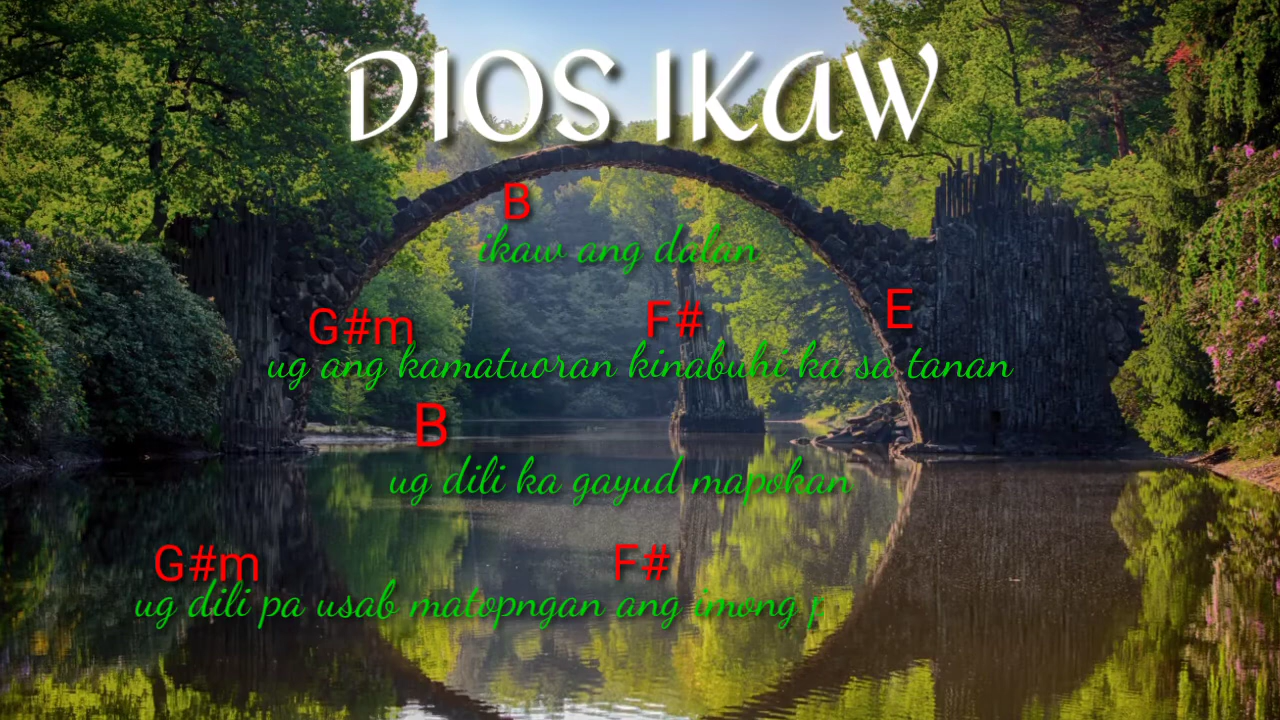 DIOS IKAW
B
ikaw ang dalan
G#m F# E
ug ang kamatuoran kinabuhi ka sa tanan
B
ug dili ka gayud mapokan
G#m F#
ug dili pa usab matopngan ang imong